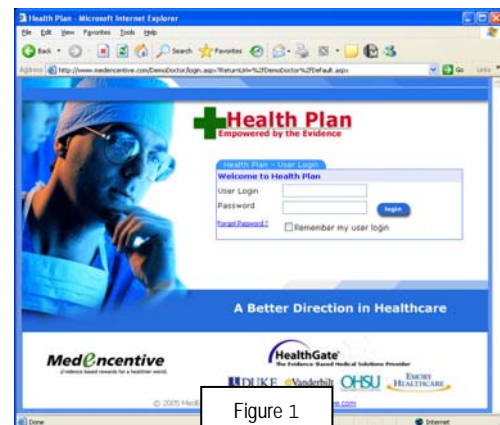 Health Plan - Microsoft Internet Explorer
File Edit View Favorites Tools Help
Back Search Favorites
Address http://www.medencentive.com/DemoDoctor/login.aspx?ReturnUrl=%2fDemoDoctor%2fDefault.aspx Go Links
Health Plan
Empowered by the Evidence
Health Plan - User Login
Welcome to Health Plan
User Login
Password
login
Forgot Password ?
Remember my user login
A Better Direction in Healthcare
MedEncentive
HealthGate
The Evidence-Based Medical Solutions Provider
DUKE Vanderbilt OHSU EMORY HEALTHCARE
© 2005
Figure 1
Done Internet